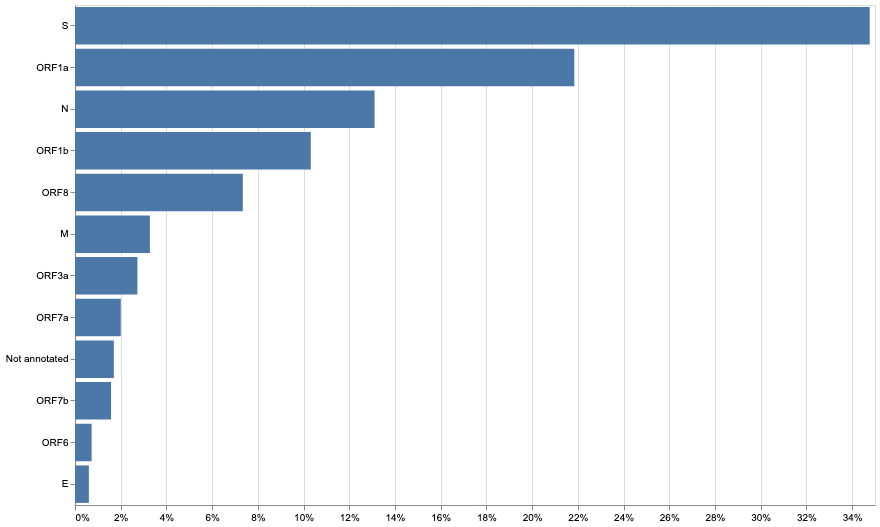 S
ORF1a
N
ORF1b
ORF8
M
ORF3a
ORF7a
Not annotated
ORF7b
ORF6
E
0% 2% 4% 6% 8% 10% 12% 14% 16% 18% 20% 22% 24% 26% 28% 30% 32% 34%